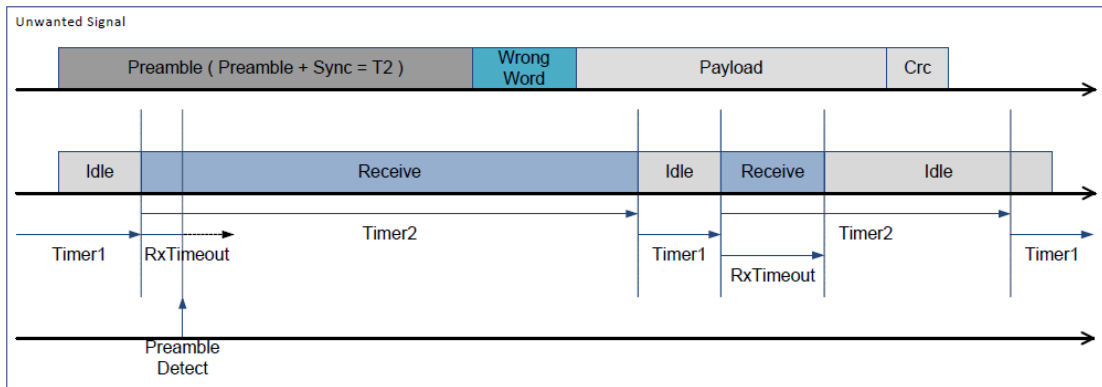 Unwanted Signal
Preamble ( Preamble + Sync = T2 )
Wrong
Word
Payload
Crc
Idle
Receive
Idle
Receive
Idle
Timer1
RxTimeout
Timer2
Timer1
RxTimeout
Timer2
Timer1
Preamble
Detect